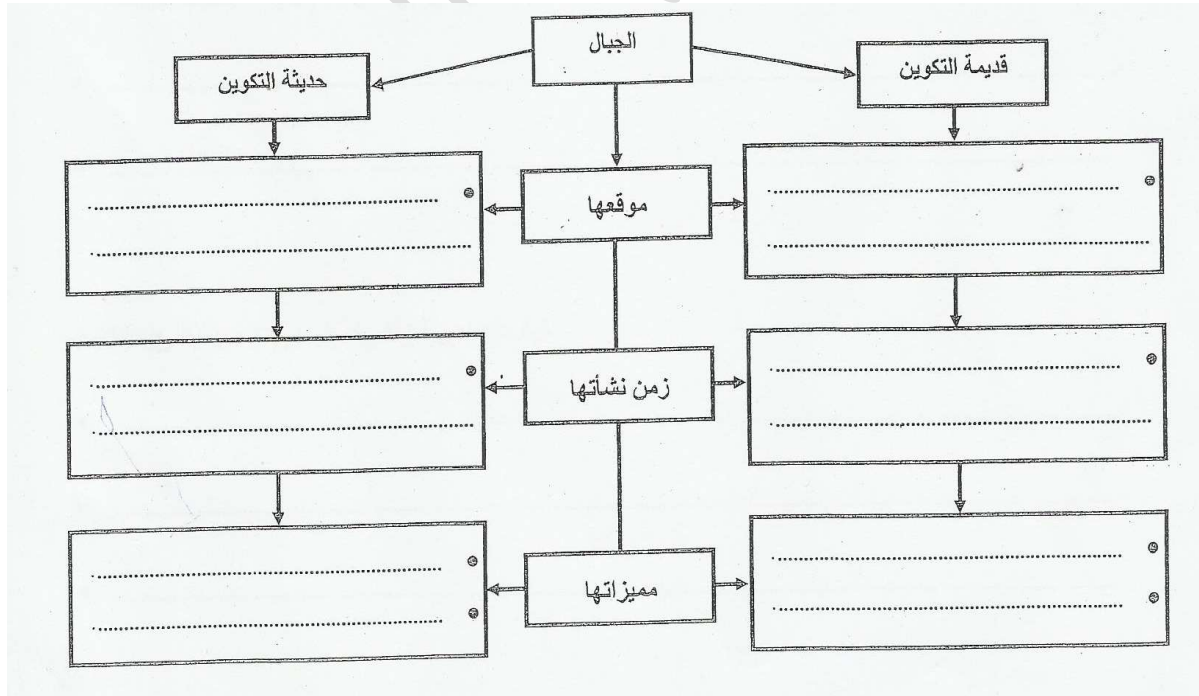 الجبال
قديمة التكوين
حديثة التكوين
موقعها
زمن نشأتها
مميزاتها